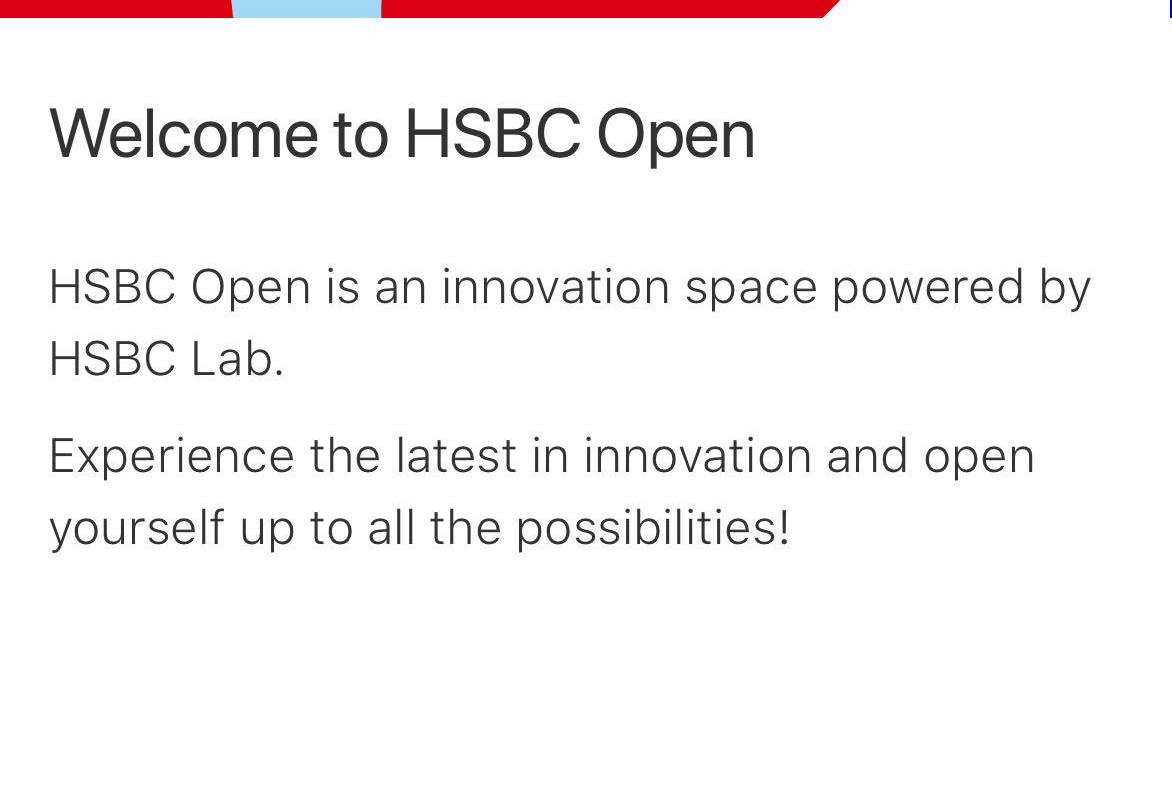 Welcome to HSBC Open
HSBC Open is an innovation space powered by
HSBC Lab.
Experience the latest in innovation and open
yourself up to all the possibilities!